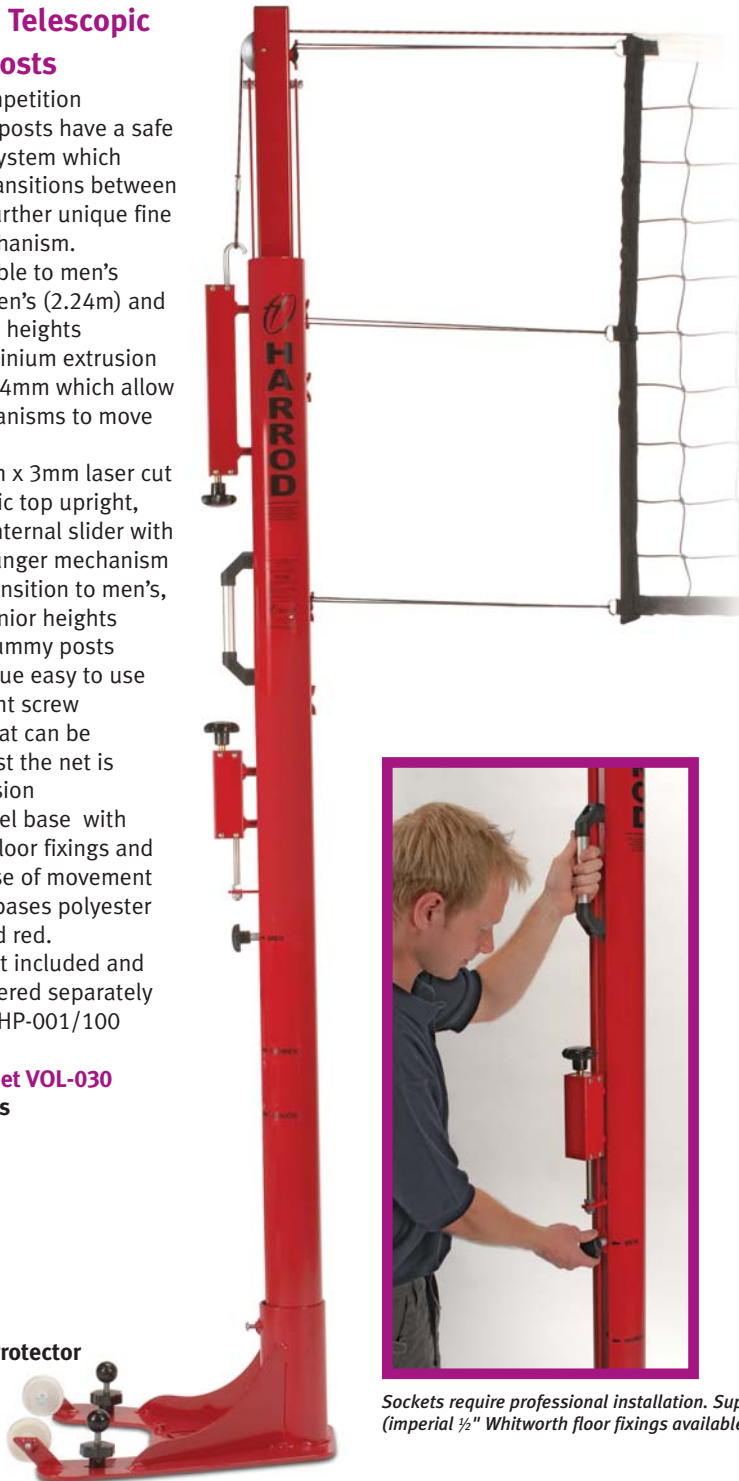 Telescopic
osts
mpetition
posts have a safe
ystem which
ansitions between
urther unique fine
hanism.
ble to men's
en's (2.24m) and
heights
inium extrusion
4mm which allow
anisms to move
n x 3mm laser cut
ic top upright,
nternal slider with
unger mechanism
nsition to men's,
nior heights
ummy posts
ue easy to use
nt screw
at can be
st the net is
sion
el base with
loor fixings and
se of movement
bases polyester
d red.
t included and
ered separately
HP-001/100
et VOL-030
s
rotector
HARROD
MEN
Sockets require professional installation. Sup
(imperial ½" Whitworth floor fixings available